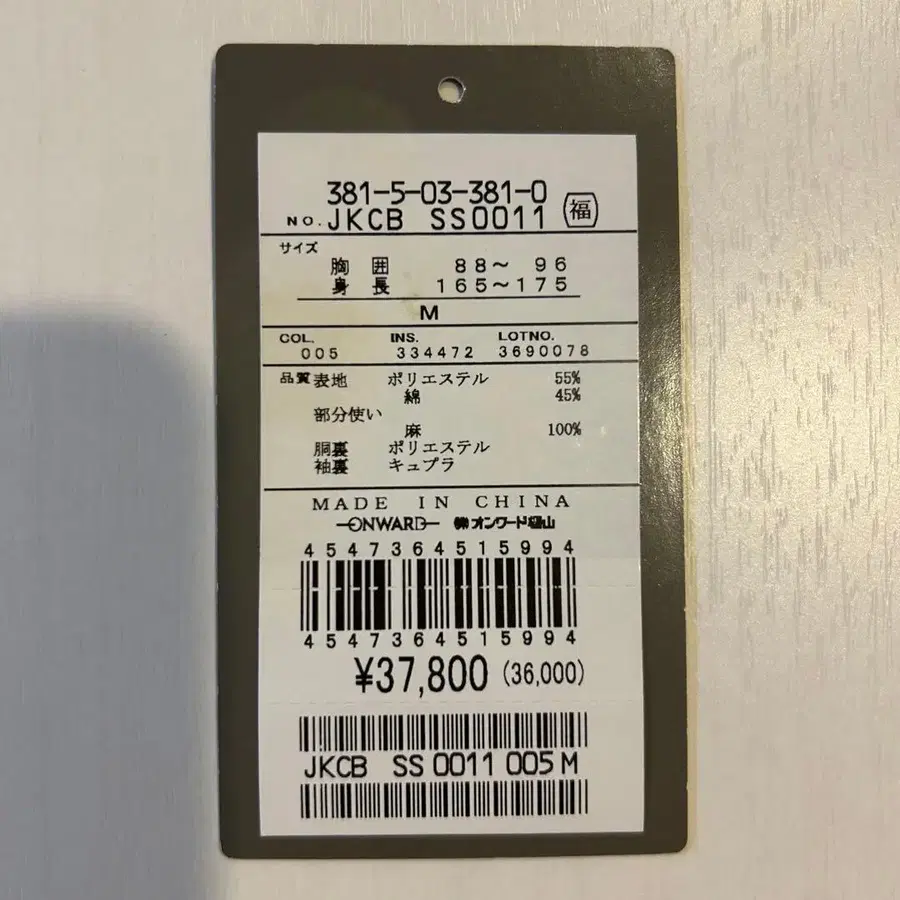 381-5-03-381-0
NO. JKCB SS0011 福
サイズ
胸囲 88～ 96
身長 165～175
M
COL. INS. LOTNO.
005 334472 3690078
品質 表地 ポリエステル 55%
綿 45%
部分使い
麻 100%
胴裏 ポリエステル
袖裏 キュプラ
MADE IN CHINA
ONWARD ㈱オンワード樫山
4547364515994
4547364515994
¥37,800 (36,000)
JKCB SS 0011 005 M